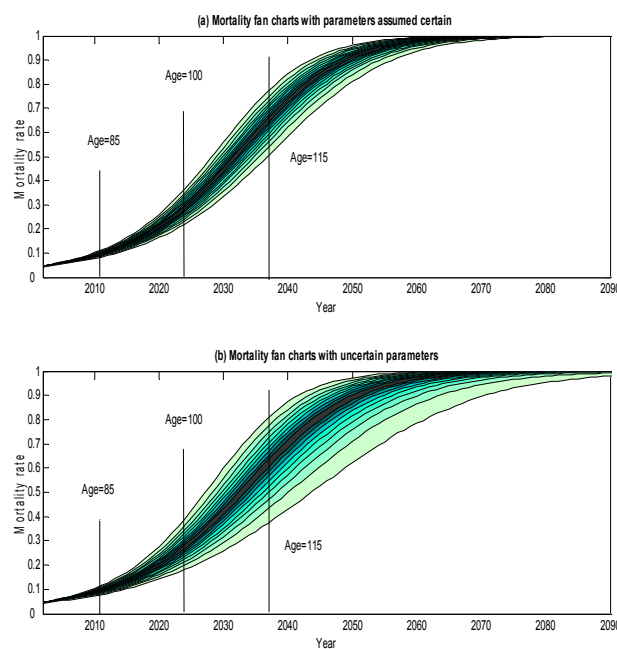 (a) Mortality fan charts with parameters assumed certain
1
0.9
0.8
0.7
0.6
0.5
0.4
0.3
0.2
0.1
0
Mortality rate
Age=85
Age=100
Age=115
2010 2020 2030 2040 2050 2060 2070 2080 2090
Year
(b) Mortality fan charts with uncertain parameters
1
0.9
0.8
0.7
0.6
0.5
0.4
0.3
0.2
0.1
0
Mortality rate
Age=85
Age=100
Age=115
2010 2020 2030 2040 2050 2060 2070 2080 2090
Year